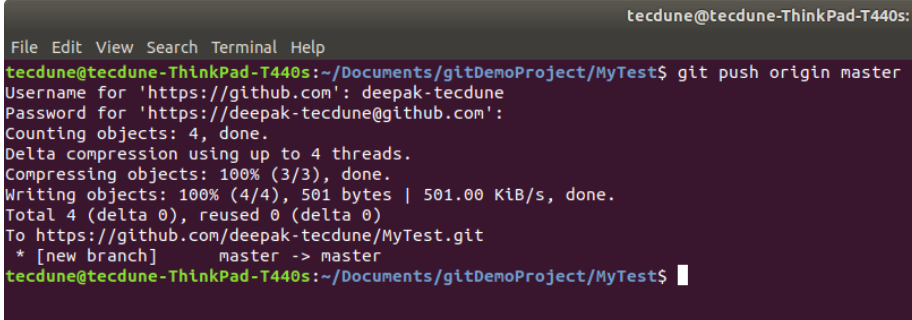 tecdune@tecdune-ThinkPad-T440s:
File Edit View Search Terminal Help
tecdune@tecdune-ThinkPad-T440s:~/Documents/gitDemoProject/MyTest$ git push origin master
Username for 'https://github.com': deepak-tecdune
Password for 'https://deepak-tecdune@github.com':
Counting objects: 4, done.
Delta compression using up to 4 threads.
Compressing objects: 100% (3/3), done.
Writing objects: 100% (4/4), 501 bytes | 501.00 KiB/s, done.
Total 4 (delta 0), reused 0 (delta 0)
To https://github.com/deepak-tecdune/MyTest.git
 * [new branch]      master -> master
tecdune@tecdune-ThinkPad-T440s:~/Documents/gitDemoProject/MyTest$